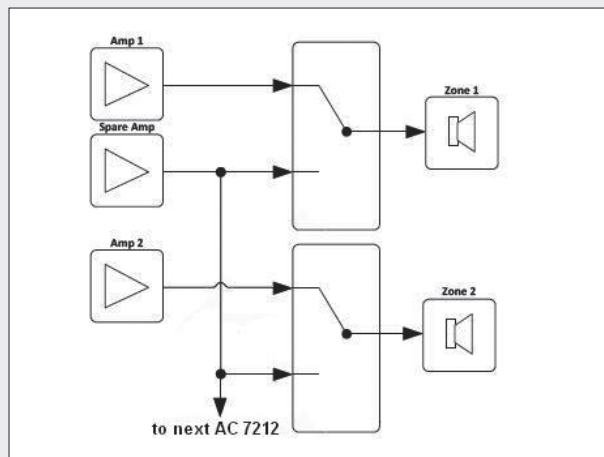 Amp 1
Zone 1
Spare Amp
Amp 2
Zone 2
to next AC 7212